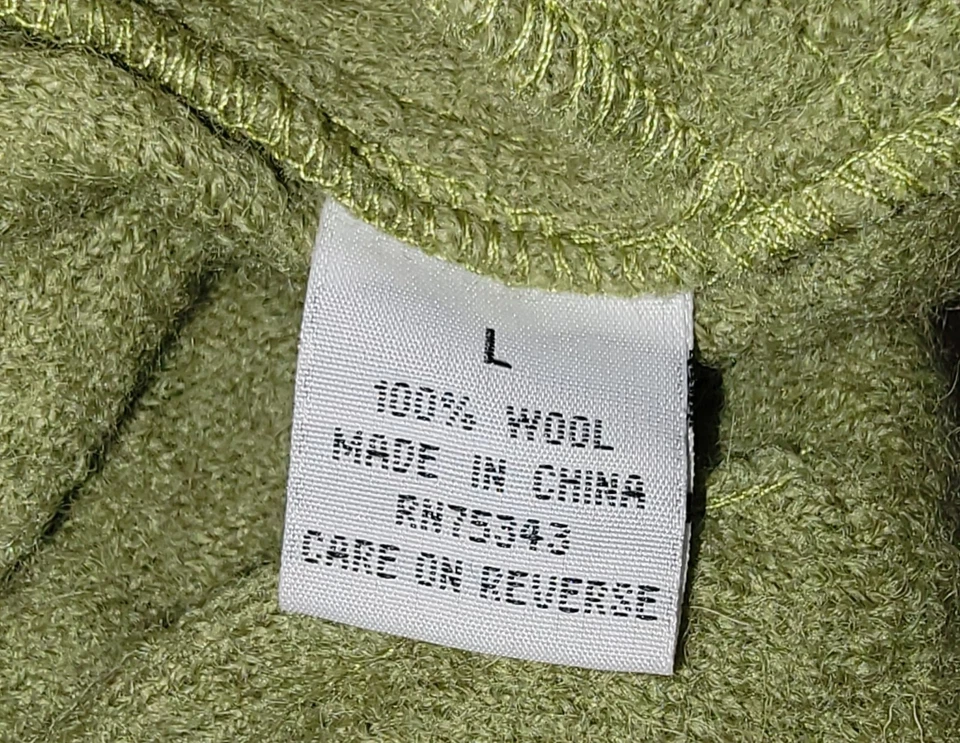 L
100% WOOL
MADE IN CHINA
RN75343
CARE ON REVERSE